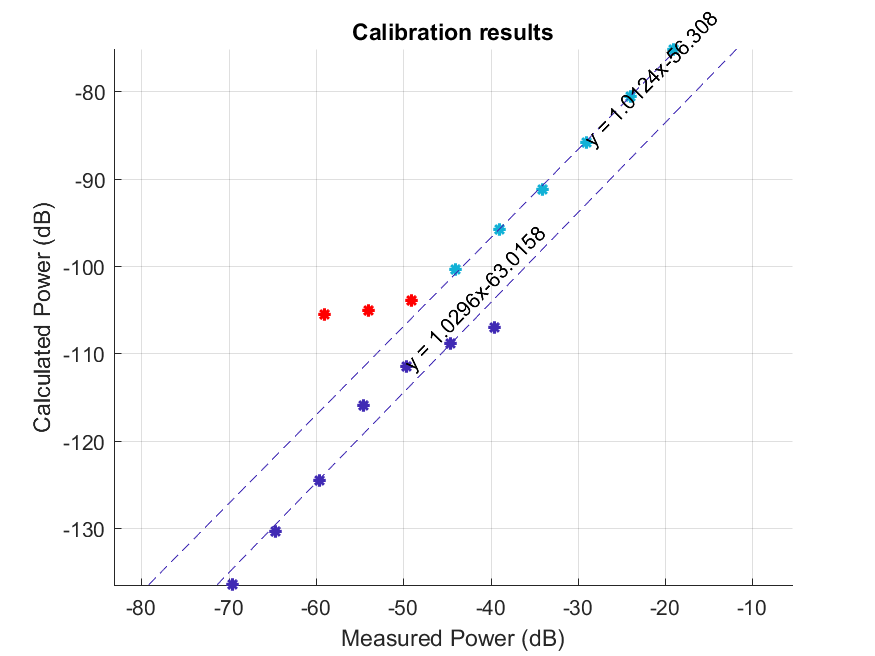 Calibration results
y = 1.0124x-56.308
y = 1.0296x-63.0158
Calculated Power (dB)
-80
-90
-100
-110
-120
-130
-80 -70 -60 -50 -40 -30 -20 -10
Measured Power (dB)